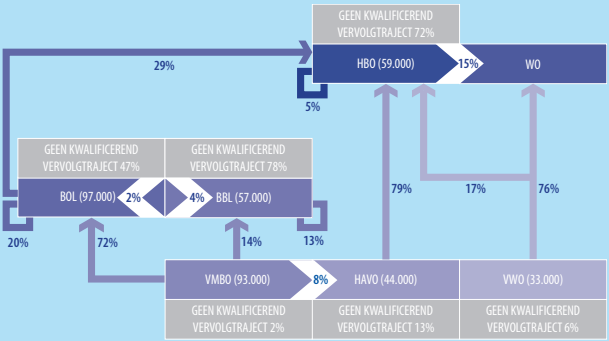 GEEN KWALIFICEREND
VERVOLGTRAJECT 72%
29%
HBO (59.000)
15%
WO
5%
GEEN KWALIFICEREND
VERVOLGTRAJECT 47%
GEEN KWALIFICEREND
VERVOLGTRAJECT 78%
BOL (97.000)
2%
4%
BBL (57.000)
79%
17%
76%
20%
72%
14%
13%
VMBO (93.000)
8%
HAVO (44.000)
VWO (33.000)
GEEN KWALIFICEREND
VERVOLGTRAJECT 2%
GEEN KWALIFICEREND
VERVOLGTRAJECT 13%
GEEN KWALIFICEREND
VERVOLGTRAJECT 6%